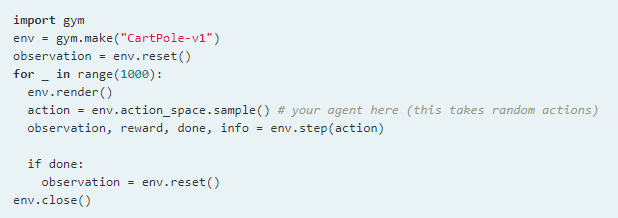 import gym
env = gym.make("CartPole-v1")
observation = env.reset()
for _ in range(1000):
  env.render()
  action = env.action_space.sample() # your agent here (this takes random actions)
  observation, reward, done, info = env.step(action)

  if done:
    observation = env.reset()
env.close()